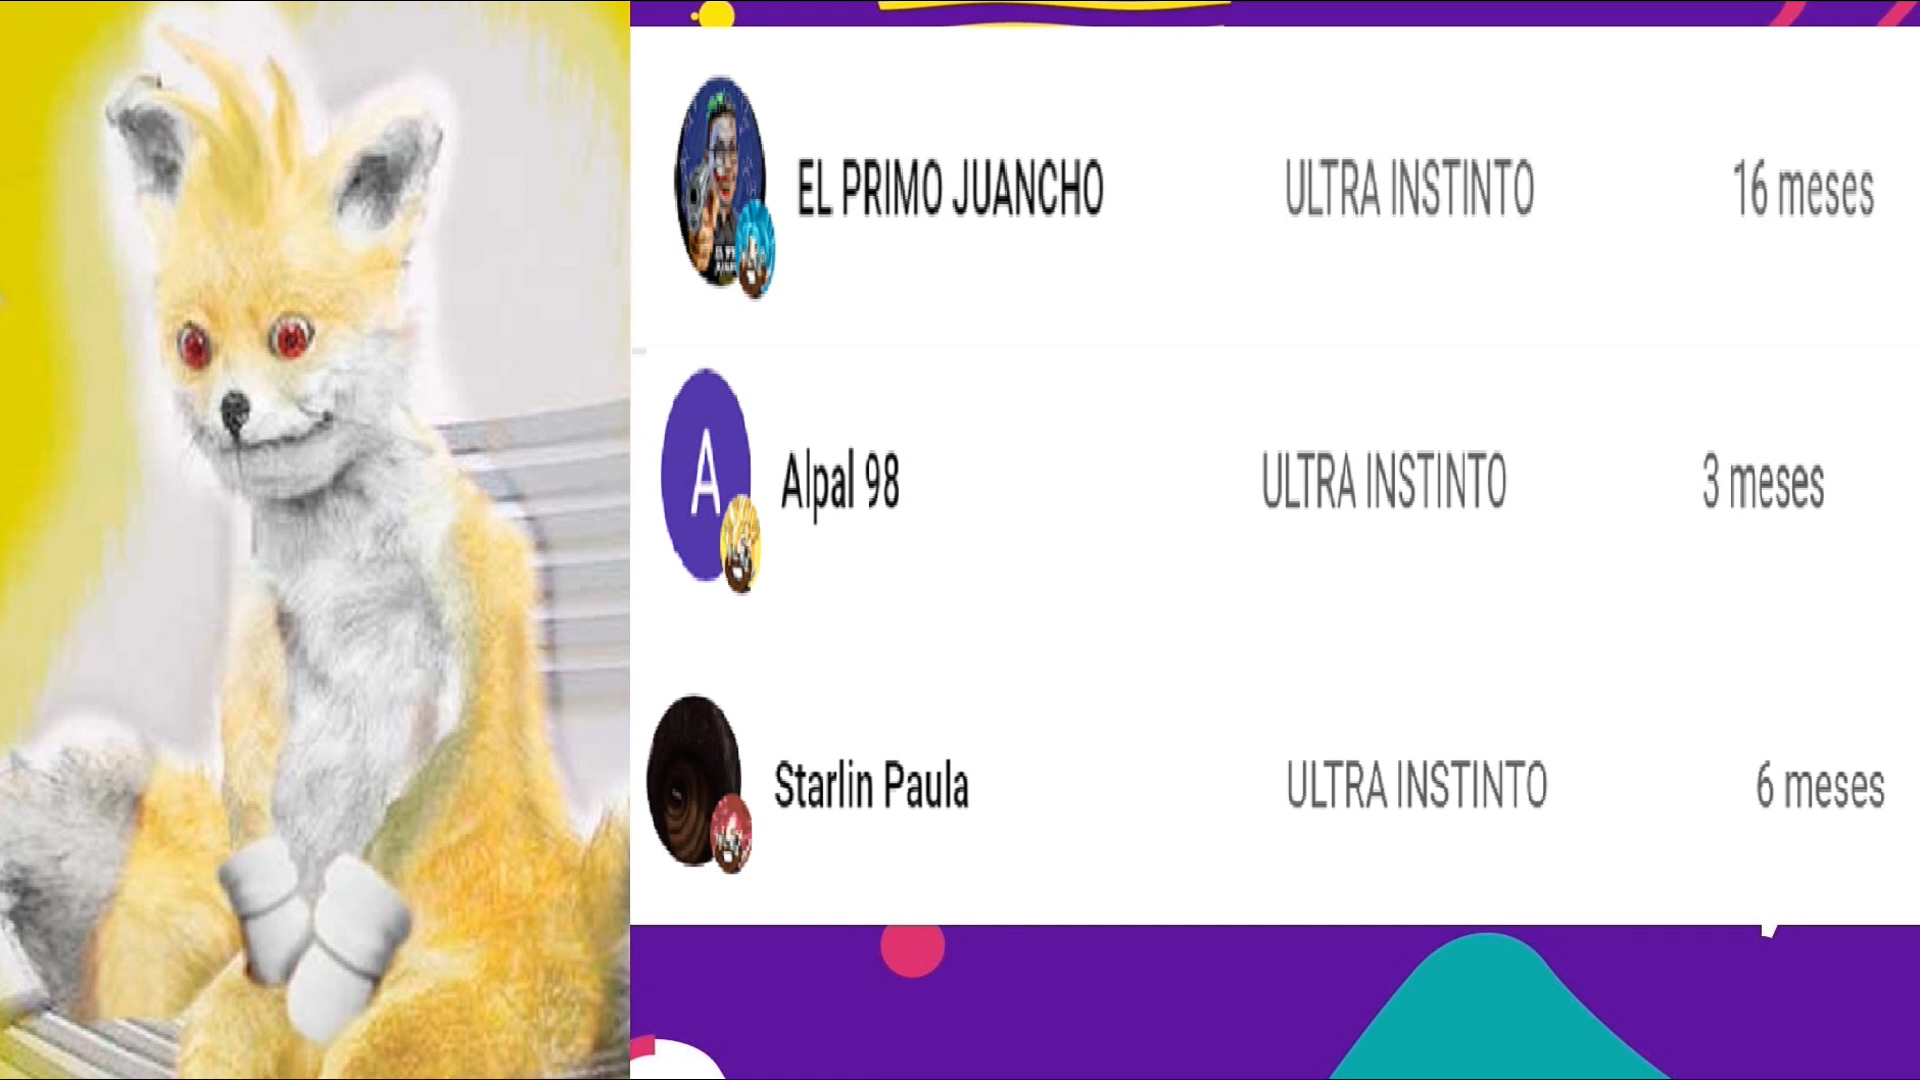 EL PRIMO JUANCHO ULTRA INSTINTO 16 meses
A
Alpal 98 ULTRA INSTINTO 3 meses
Starlin Paula ULTRA INSTINTO 6 meses